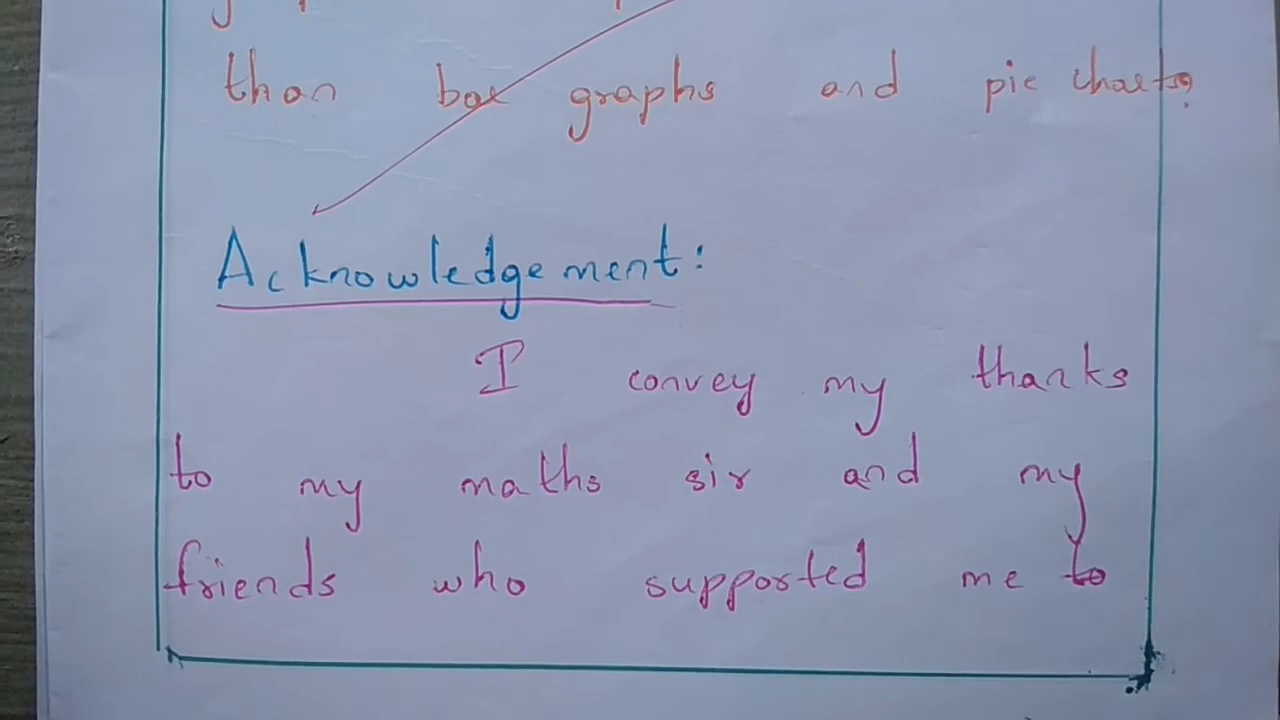 than bar graphs and pie charts.
Acknowledgement:
I convey my thanks
to my maths sir and my
friends who supported me to